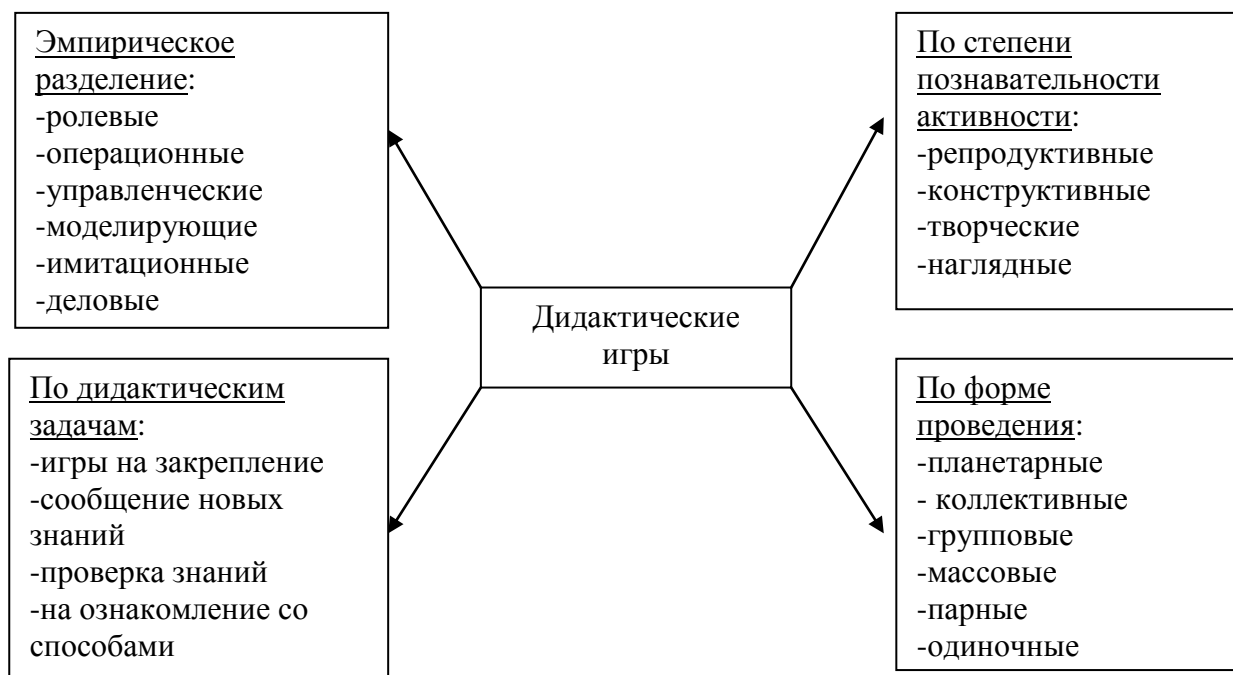 Эмпирическое
разделение:
-ролевые
-операционные
-управленческие
-моделирующие
-имитационные
-деловые
По степени
познавательности
активности:
-репродуктивные
-конструктивные
-творческие
-наглядные
Дидактические
игры
По дидактическим
задачам:
-игры на закрепление
-сообщение новых
знаний
-проверка знаний
-на ознакомление со
способами
По форме
проведения:
-планетарные
- коллективные
-групповые
-массовые
-парные
-одиночные